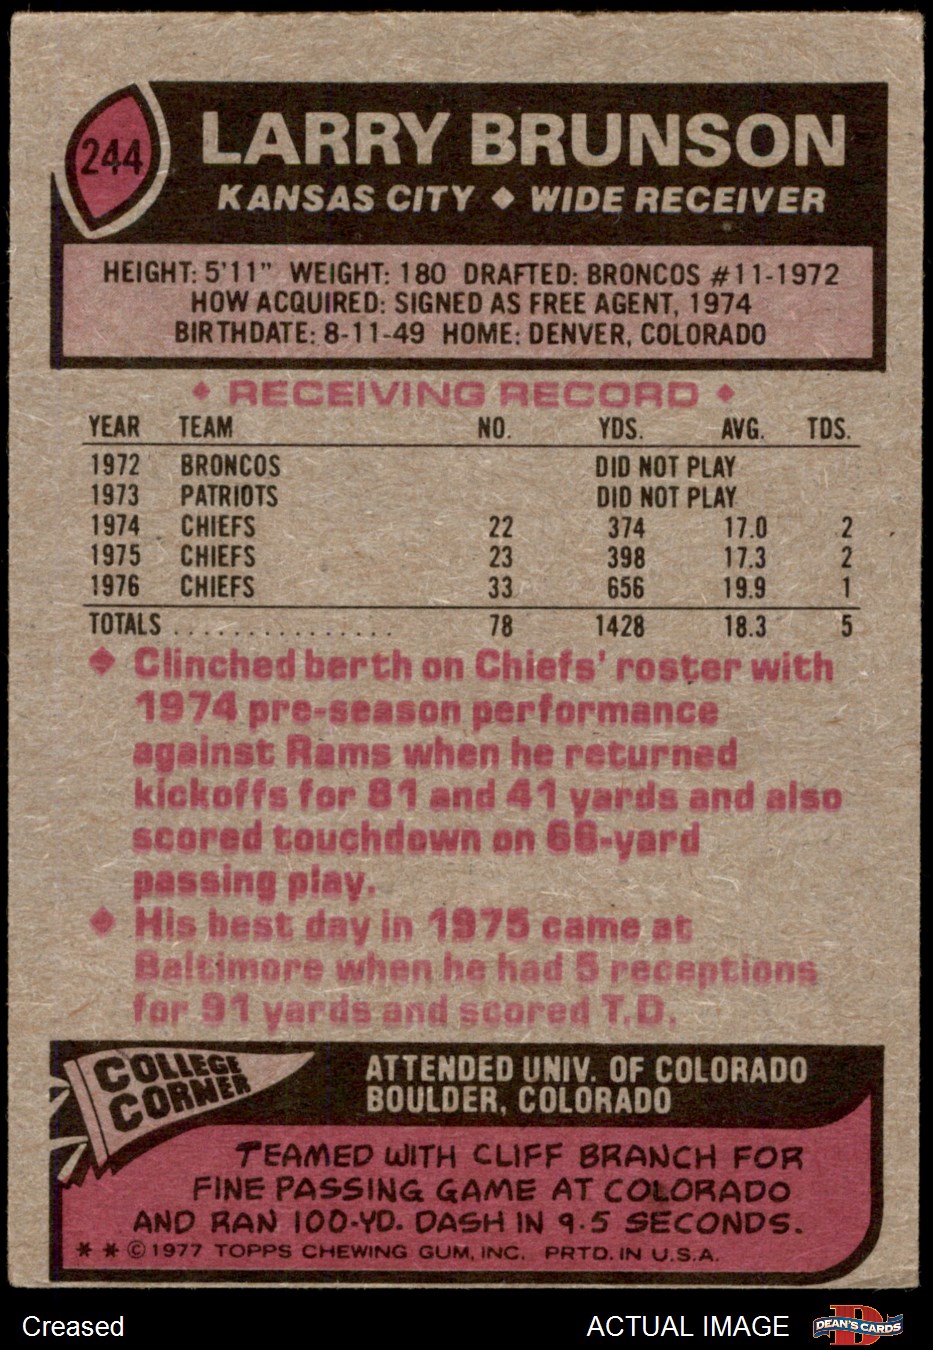 244
LARRY BRUNSON
KANSAS CITY ♦ WIDE RECEIVER
HEIGHT: 5'11" WEIGHT: 180 DRAFTED: BRONCOS #11-1972
HOW ACQUIRED: SIGNED AS FREE AGENT, 1974
BIRTHDATE: 8-11-49 HOME: DENVER, COLORADO
♦ RECEIVING RECORD ♦
YEAR TEAM NO. YDS. AVG. TDS.
1972 BRONCOS DID NOT PLAY
1973 PATRIOTS DID NOT PLAY
1974 CHIEFS 22 374 17.0 2
1975 CHIEFS 23 398 17.3 2
1976 CHIEFS 33 656 19.9 1
TOTALS ................ 78 1428 18.3 5
♦ Clinched berth on Chiefs' roster with
1974 pre-season performance
against Rams when he returned
kickoffs for 81 and 41 yards and also
scored touchdown on 66-yard
passing play.
♦ His best day in 1975 came at
Baltimore when he had 5 receptions
for 91 yards and scored T.D.
COLLEGE
CORNER
ATTENDED UNIV. OF COLORADO
BOULDER, COLORADO
TEAMED WITH CLIFF BRANCH FOR
FINE PASSING GAME AT COLORADO
AND RAN 100-YD. DASH IN 9.5 SECONDS.
* * © 1977 TOPPS CHEWING GUM, INC. PRTD. IN U.S.A.
Creased
ACTUAL IMAGE
DEAN'S CARDS